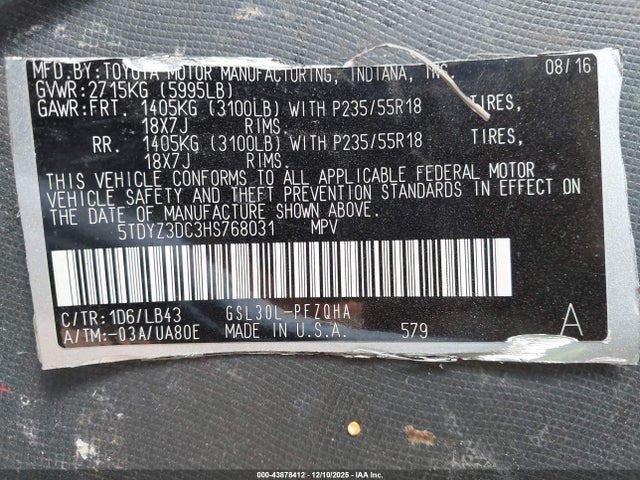 MFD.BY: TOYOTA MOTOR MANUFACTURING, INDIANA, INC. 08/16
GVWR: 2715KG (5995LB)
GAWR: FRT. 1405KG (3100LB) WITH P235/55R18 TIRES,
18X7J RIMS.
RR. 1405KG (3100LB) WITH P235/55R18 TIRES,
18X7J RIMS.
THIS VEHICLE CONFORMS TO ALL APPLICABLE FEDERAL MOTOR
VEHICLE SAFETY AND THEFT PREVENTION STANDARDS IN EFFECT ON
THE DATE OF MANUFACTURE SHOWN ABOVE.
5TDYZ3DC3HS768031 MPV
C/TR: 1D6/LB43 GSL30L-PFZQHA
A/TM: -03A/UA80E MADE IN U.S.A. 579 A
000-43878412 - 12/10/2025 - IAA Inc.